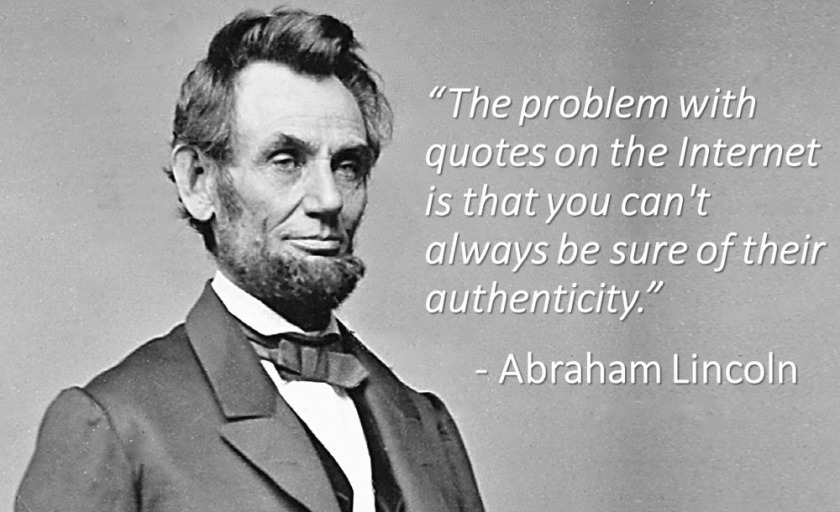 “The problem with
quotes on the Internet
is that you can't
always be sure of their
authenticity.”
- Abraham Lincoln